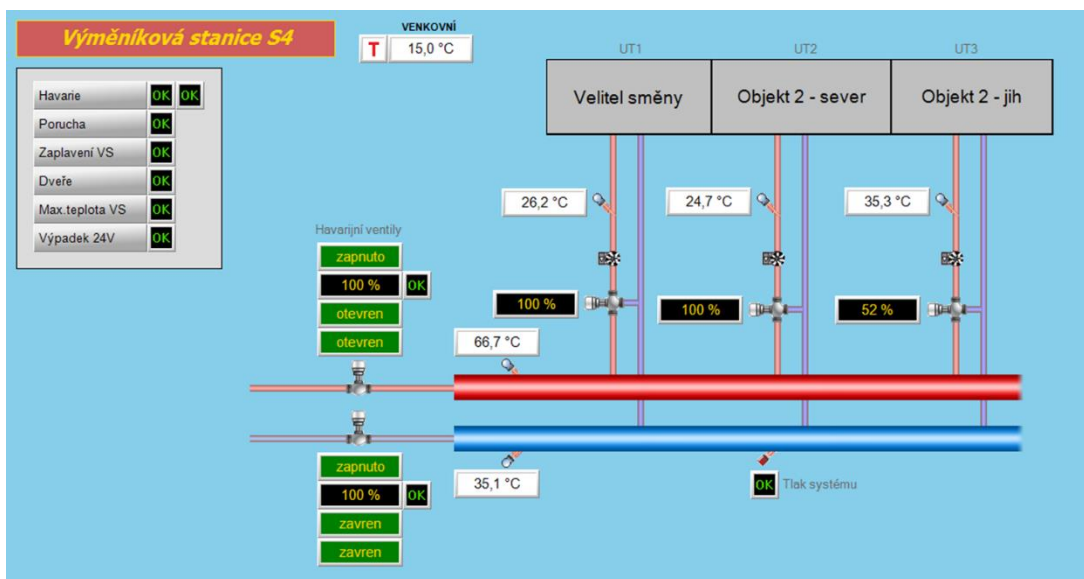 Výměníková stanice S4
VENKOVNÍ
T 15,0 °C
UT1 UT2 UT3
Velitel směny Objekt 2 - sever Objekt 2 - jih
Havarie OK OK
Porucha OK
Zaplavení VS OK
Dveře OK
Max.teplota VS OK
Výpadek 24V OK
26,2 °C 24,7 °C 35,3 °C
Havarijní ventily
zapnuto
100 % OK
otevren
otevren
100 % 100 % 52 %
66,7 °C
zapnuto
100 % OK
zavren
zavren
35,1 °C
OK Tlak systému